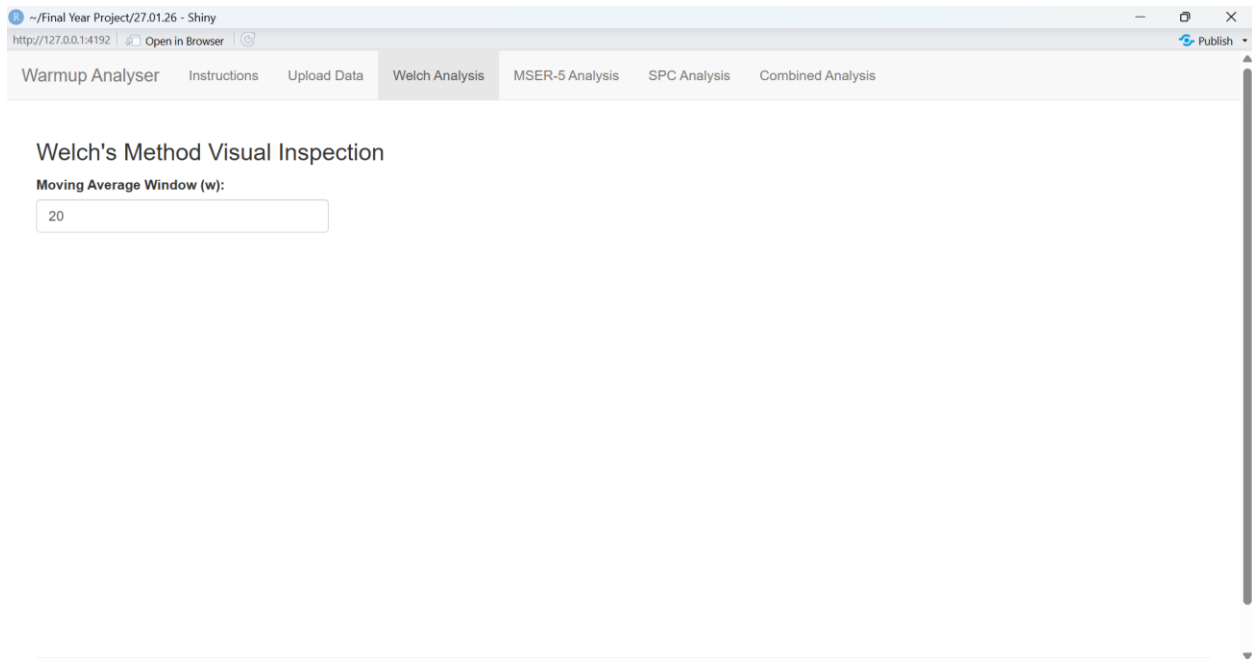 ~/Final Year Project/27.01.26 - Shiny
http://127.0.0.1:4192 Open in Browser Publish
Warmup Analyser Instructions Upload Data Welch Analysis MSER-5 Analysis SPC Analysis Combined Analysis
Welch's Method Visual Inspection
Moving Average Window (w):
20